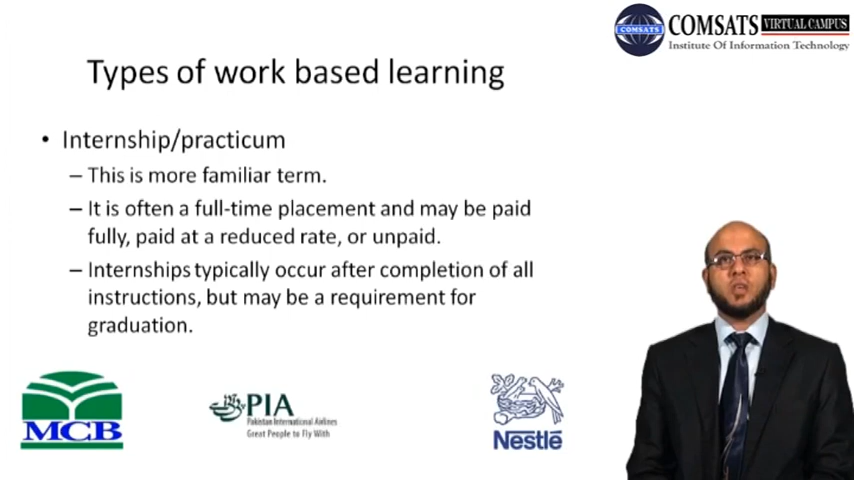 COMSATS VIRTUAL CAMPUS
COMSATS
Institute Of Information Technology
Types of work based learning
• Internship/practicum
– This is more familiar term.
– It is often a full-time placement and may be paid
fully, paid at a reduced rate, or unpaid.
– Internships typically occur after completion of all
instructions, but may be a requirement for
graduation.
MCB
PIA
Pakistan International Airlines
Great People to Fly With
Nestlé